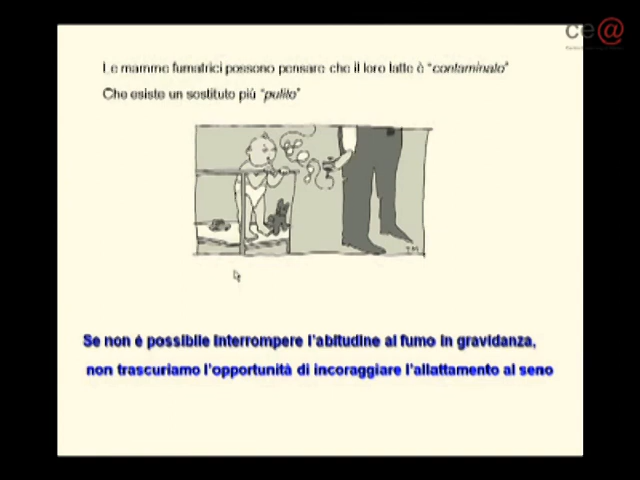 ce@
Le mamme fumatrici possono pensare che il loro latte è "contaminato"
Che esiste un sostituto più "pulito"
Se non é possibile interrompere l'abitudine al fumo in gravidanza,
non trascuriamo l'opportunità di incoraggiare l'allattamento al seno